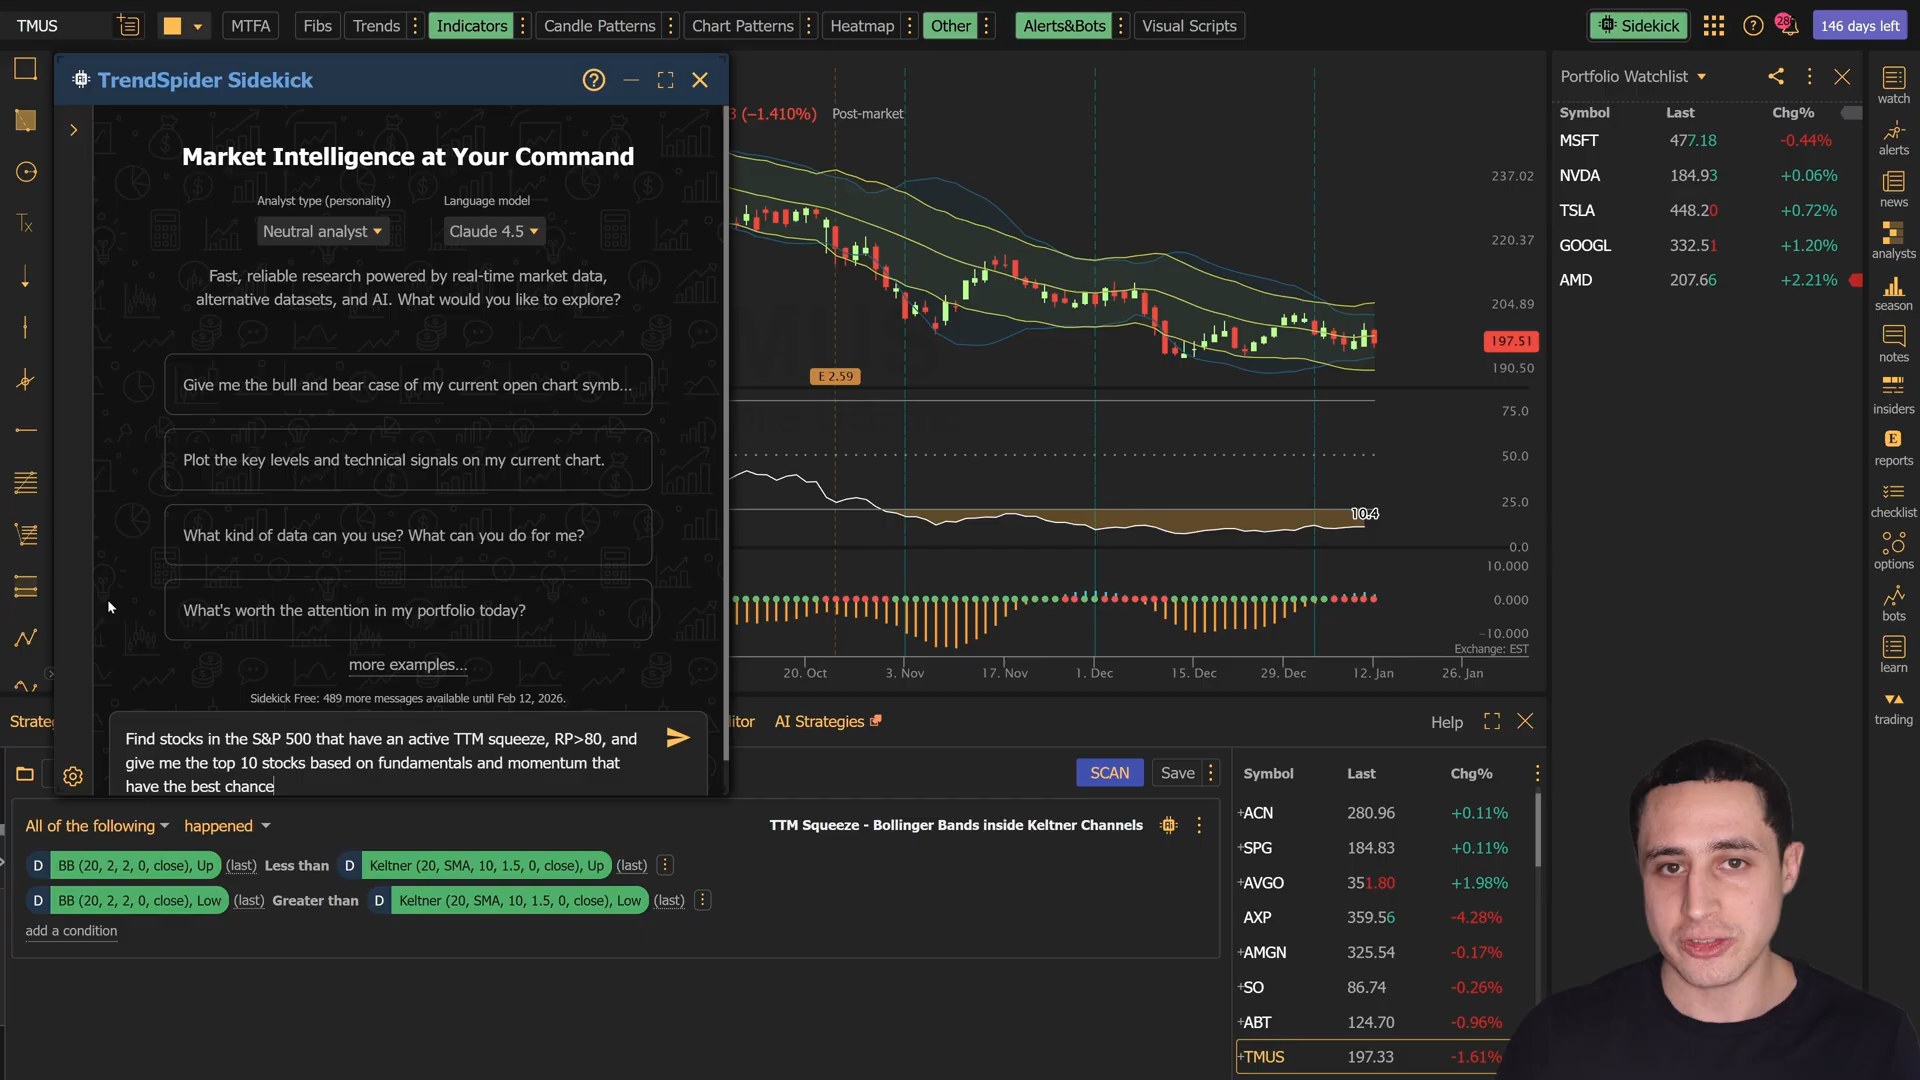 TMUS
MTFA
Fibs
Trends
Indicators
Candle Patterns
Chart Patterns
Heatmap
Other
Alerts&Bots
Visual Scripts
Sidekick
28
146 days left
TrendSpider Sidekick
Market Intelligence at Your Command
Analyst type (personality)
Language model
Neutral analyst
Claude 4.5
Fast, reliable research powered by real-time market data,
alternative datasets, and AI. What would you like to explore?
Give me the bull and bear case of my current open chart symb...
Plot the key levels and technical signals on my current chart.
What kind of data can you use? What can you do for me?
What's worth the attention in my portfolio today?
more examples...
Sidekick Free: 489 more messages available until Feb 12, 2026.
Find stocks in the S&P 500 that have an active TTM squeeze, RP>80, and
give me the top 10 stocks based on fundamentals and momentum that
have the best chance
3 (−1.410%)
Post-market
237.02
220.37
204.89
197.51
190.50
E 2.59
75.0
50.0
25.0
10.4
0.0
10.000
0.000
-10.000
Exchange: EST
20. Oct
3. Nov
17. Nov
1. Dec
15. Dec
29. Dec
12. Jan
26. Jan
Portfolio Watchlist
Symbol Last Chg%
MSFT 477.18 -0.44%
NVDA 184.93 +0.06%
TSLA 448.20 +0.72%
GOOGL 332.51 +1.20%
AMD 207.66 +2.21%
watch
alerts
news
analysts
season
notes
insiders
E
reports
checklist
options
bots
learn
trading
Strate
itor
AI Strategies
Help
SCAN
Save
All of the following
happened
TTM Squeeze - Bollinger Bands inside Keltner Channels
D BB (20, 2, 2, 0, close), Up (last) Less than D Keltner (20, SMA, 10, 1.5, 0, close), Up (last)
D BB (20, 2, 2, 0, close), Low (last) Greater than D Keltner (20, SMA, 10, 1.5, 0, close), Low (last)
add a condition
Symbol Last Chg%
+ACN 280.96 +0.11%
+SPG 184.83 +0.11%
+AVGO 351.80 +1.98%
AXP 359.56 -4.28%
+AMGN 325.54 -0.17%
+SO 86.74 -0.26%
+ABT 124.70 -0.96%
+TMUS 197.33 -1.61%